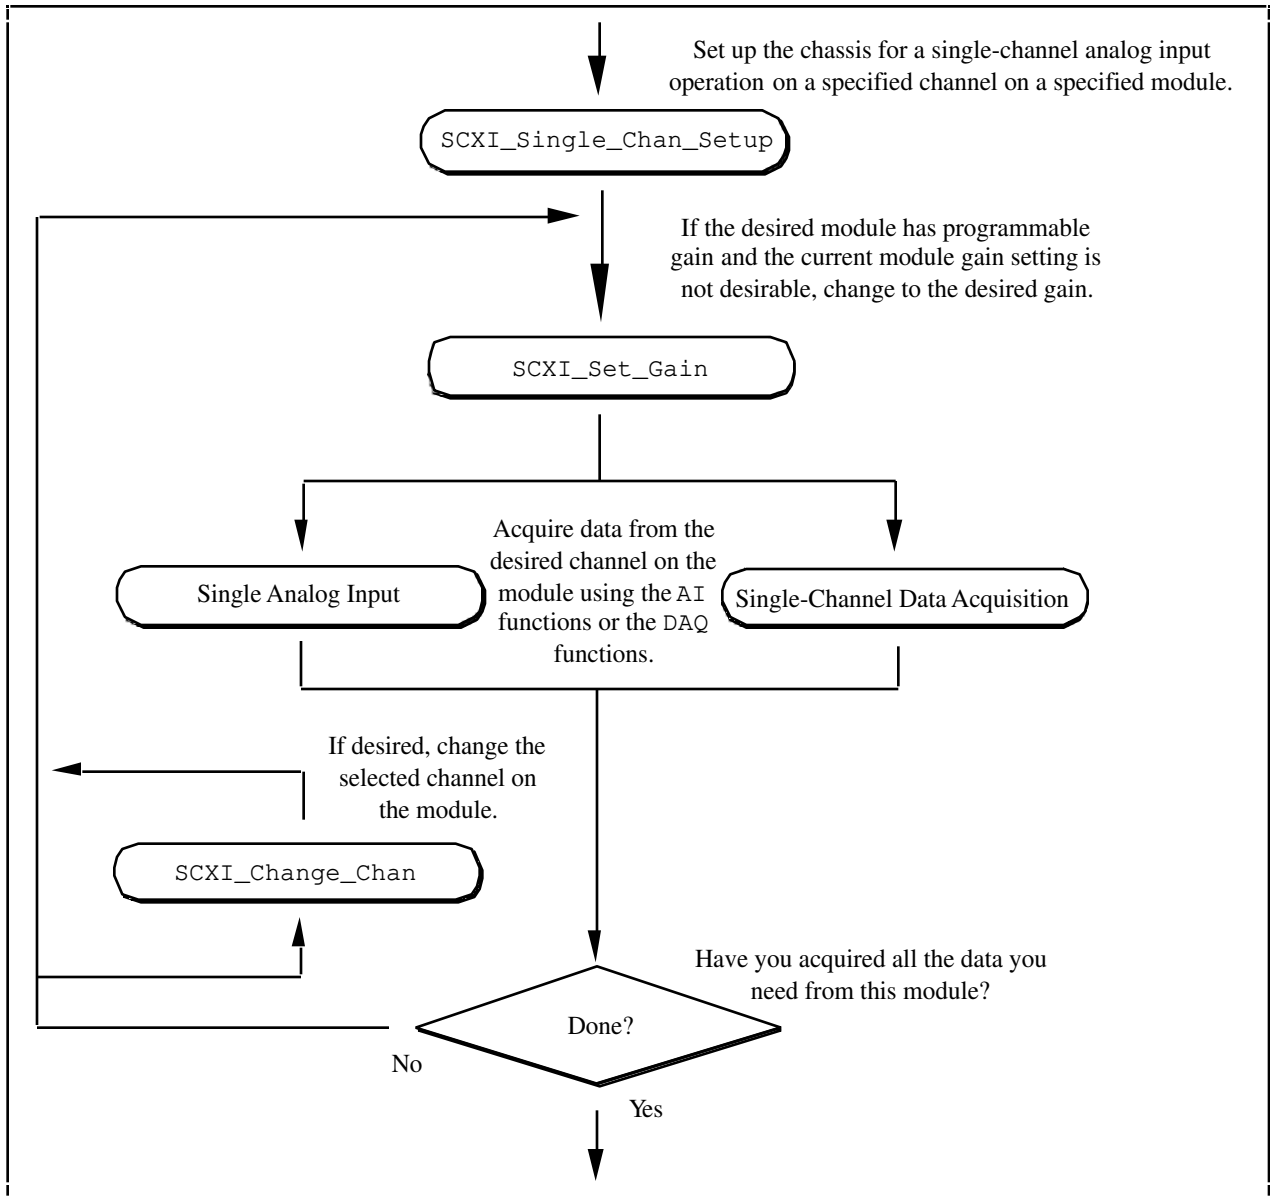 Set up the chassis for a single-channel analog input
operation on a specified channel on a specified module.
SCXI_Single_Chan_Setup
If the desired module has programmable
gain and the current module gain setting is
not desirable, change to the desired gain.
SCXI_Set_Gain
Single Analog Input
Acquire data from the
desired channel on the
module using the AI
functions or the DAQ
functions.
Single-Channel Data Acquisition
If desired, change the
selected channel on
the module.
SCXI_Change_Chan
Have you acquired all the data you
need from this module?
Done?
No
Yes